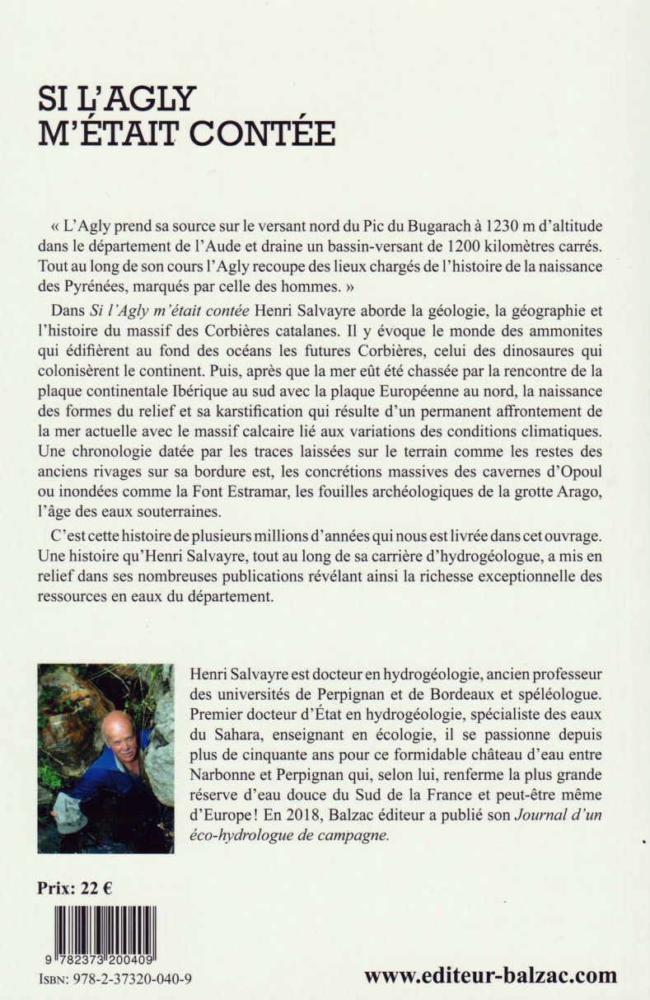 SI L'AGLY
M'ÉTAIT CONTÉE
« L'Agly prend sa source sur le versant nord du Pic du Bugarach à 1230 m d'altitude
dans le département de l'Aude et draine un bassin-versant de 1200 kilomètres carrés.
Tout au long de son cours l'Agly recoupe des lieux chargés de l'histoire de la naissance
des Pyrénées, marqués par celle des hommes. »
Dans Si l'Agly m'était contée Henri Salvayre aborde la géologie, la géographie et
l'histoire du massif des Corbières catalanes. Il y évoque le monde des ammonites
qui édifièrent au fond des océans les futures Corbières, celui des dinosaures qui
colonisèrent le continent. Puis, après que la mer eût été chassée par la rencontre de la
plaque continentale Ibérique au sud avec la plaque Européenne au nord, la naissance
des formes du relief et sa karstification qui résulte d'un permanent affrontement de
la mer actuelle avec le massif calcaire lié aux variations des conditions climatiques.
Une chronologie datée par les traces laissées sur le terrain comme les restes des
anciens rivages sur sa bordure est, les concrétions massives des cavernes d'Opoul
ou inondées comme la Font Estramar, les fouilles archéologiques de la grotte Arago,
l'âge des eaux souterraines.
C'est cette histoire de plusieurs millions d'années qui nous est livrée dans cet ouvrage.
Une histoire qu'Henri Salvayre, tout au long de sa carrière d'hydrogéologue, a mis en
relief dans ses nombreuses publications révélant ainsi la richesse exceptionnelle des
ressources en eaux du département.
Henri Salvayre est docteur en hydrogéologie, ancien professeur
des universités de Perpignan et de Bordeaux et spéléologue.
Premier docteur d'État en hydrogéologie, spécialiste des eaux
du Sahara, enseignant en écologie, il se passionne depuis
plus de cinquante ans pour ce formidable château d'eau entre
Narbonne et Perpignan qui, selon lui, renferme la plus grande
réserve d'eau douce du Sud de la France et peut-être même
d'Europe! En 2018, Balzac éditeur a publié son Journal d'un
éco-hydrologue de campagne.
Prix: 22 €
9 782373 200409
ISBN: 978-2-37320-040-9
www.editeur-balzac.com